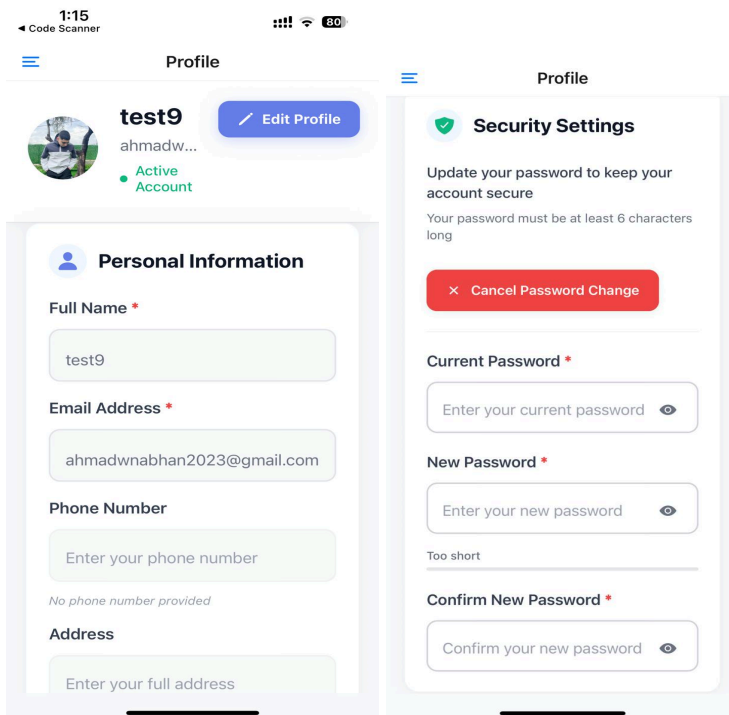 1:15
◀ Code Scanner
80
Profile
test9
Edit Profile
ahmadw...
Active
Account
Personal Information
Full Name *
test9
Email Address *
ahmadwnabhan2023@gmail.com
Phone Number
Enter your phone number
No phone number provided
Address
Enter your full address
Profile
Security Settings
Update your password to keep your
account secure
Your password must be at least 6 characters
long
× Cancel Password Change
Current Password *
Enter your current password
New Password *
Enter your new password
Too short
Confirm New Password *
Confirm your new password